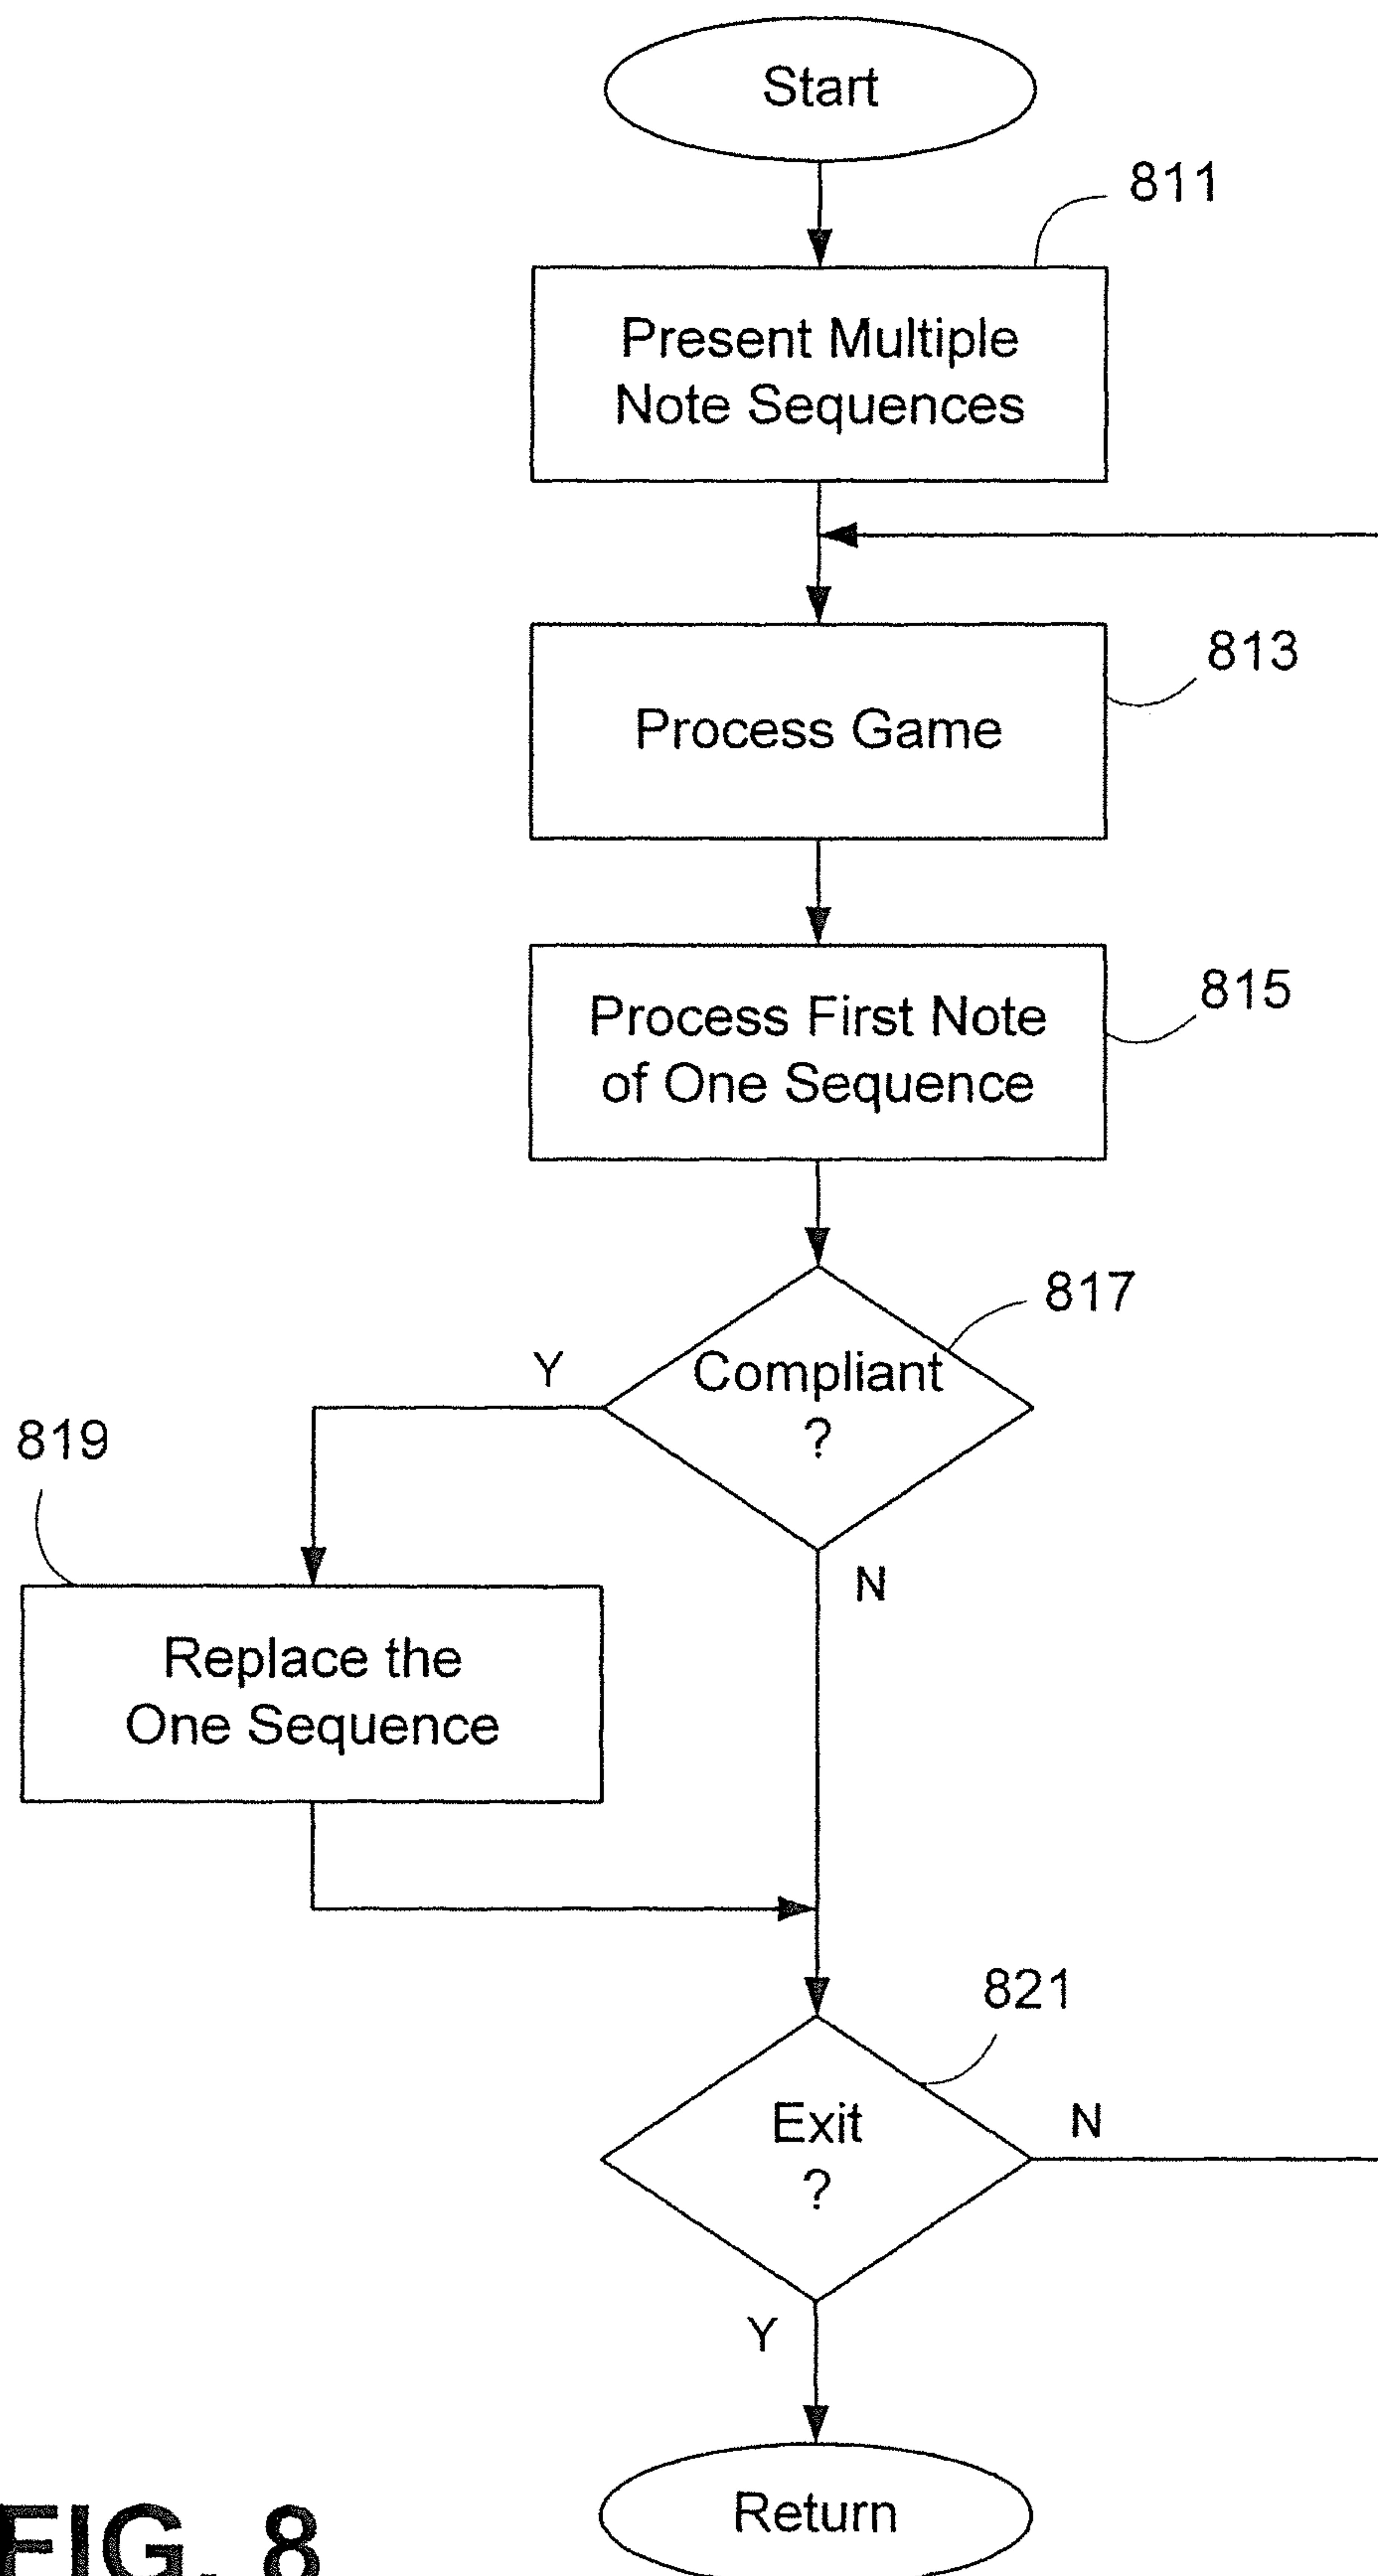 Start
811
Present Multiple
Note Sequences
813
Process Game
815
Process First Note
of One Sequence
817
Compliant
?
Y
N
819
Replace the
One Sequence
821
Exit
?
N
Y
Return
FIG. 8